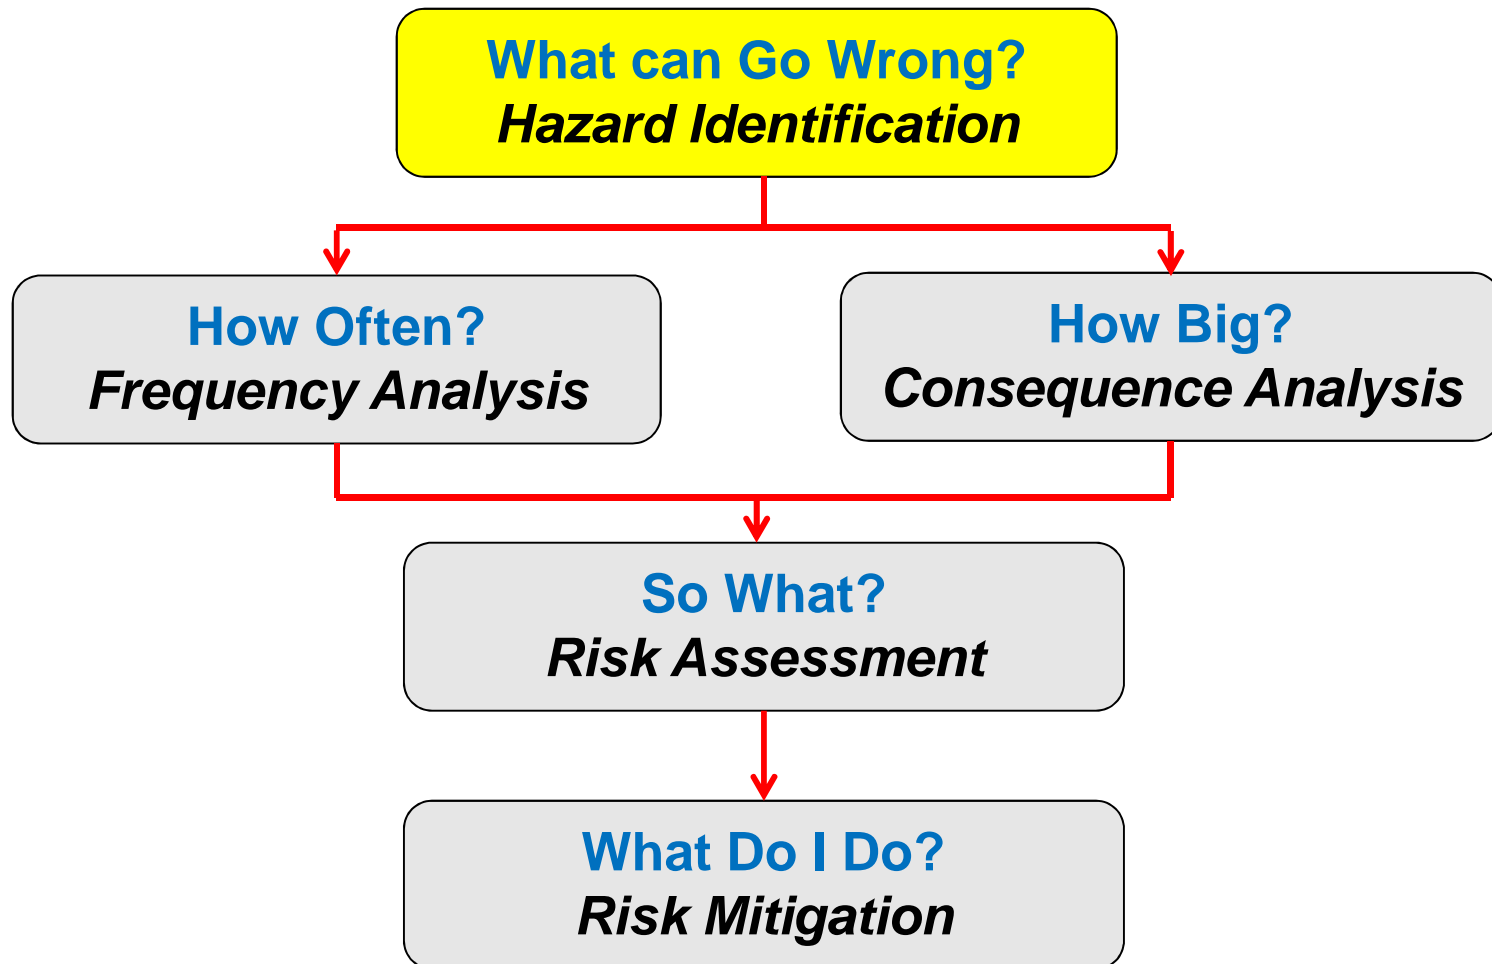 What can Go Wrong?
Hazard Identification
How Often?
Frequency Analysis
How Big?
Consequence Analysis
So What?
Risk Assessment
What Do I Do?
Risk Mitigation